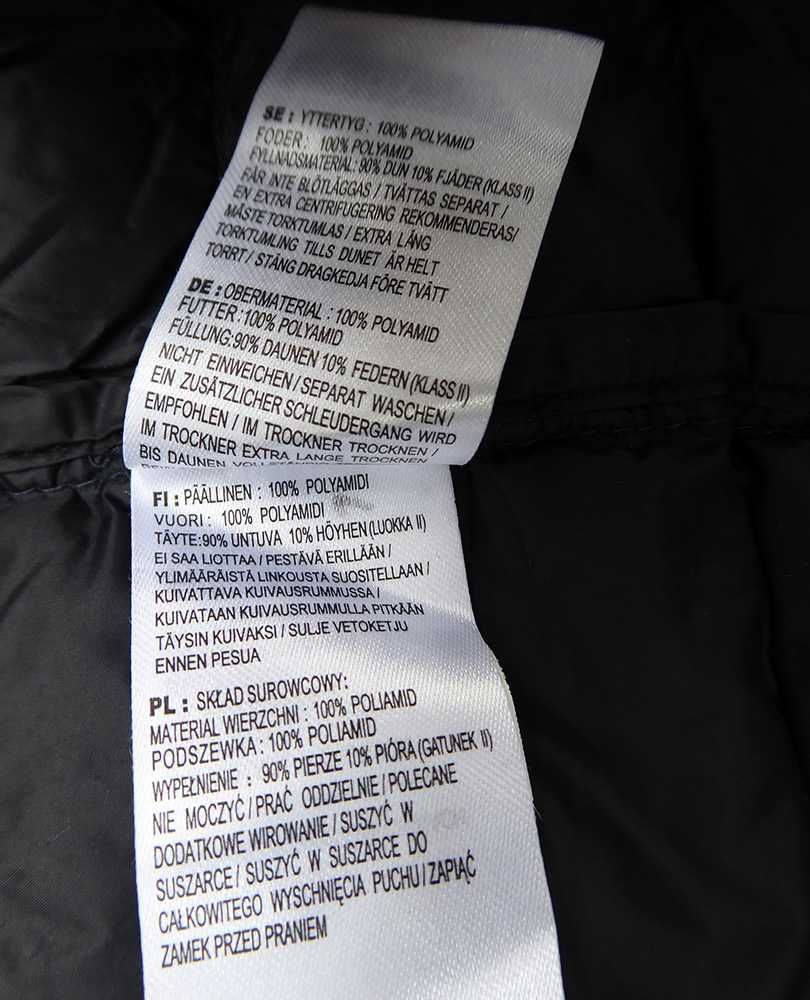 SE : YTTERTYG : 100% POLYAMID
FODER : 100% POLYAMID
FYLLNADSMATERIAL: 90% DUN 10% FJÄDER (KLASS II)
FÅR INTE BLÖTLÄGGAS / TVÄTTAS SEPARAT /
EN EXTRA CENTRIFUGERING REKOMMENDERAS/
MÅSTE TORKTUMLAS / EXTRA LÅNG
TORKTUMLING TILLS DUNET ÄR HELT
TORRT / STÄNG DRAGKEDJA FÖRE TVÄTT
DE : OBERMATERIAL : 100% POLYAMID
FUTTER : 100% POLYAMID
FÜLLUNG:90% DAUNEN 10% FEDERN (KLASS II)
NICHT EINWEICHEN / SEPARAT WASCHEN /
EIN ZUSÄTZLICHER SCHLEUDERGANG WIRD
EMPFOHLEN / IM TROCKNER TROCKNEN /
IM TROCKNER EXTRA LANGE TROCKNEN /
BIS DAUNEN VOLLSTÄNDIG TROCKNEN
FI : PÄÄLLINEN : 100% POLYAMIDI
VUORI : 100% POLYAMIDI
TÄYTE:90% UNTUVA 10% HÖYHEN (LUOKKA II)
EI SAA LIOTTAA / PESTÄVÄ ERILLÄÄN /
YLIMÄÄRÄISTÄ LINKOUSTA SUOSITELLAAN /
KUIVATTAVA KUIVAUSRUMMUSSA /
KUIVATAAN KUIVAUSRUMMULLA PITKÄÄN
TÄYSIN KUIVAKSI / SULJE VETOKETJU
ENNEN PESUA
PL : SKŁAD SUROWCOWY:
MATERIAL WIERZCHNI : 100% POLIAMID
PODSZEWKA : 100% POLIAMID
WYPEŁNIENIE : 90% PIERZE 10% PIÓRA (GATUNEK II)
NIE MOCZYĆ / PRAĆ ODDZIELNIE / POLECANE
DODATKOWE WIROWANIE / SUSZYĆ W
SUSZARCE / SUSZYĆ W SUSZARCE DO
CAŁKOWITEGO WYSCHNIĘCIA PUCHU / ZAPIĄĆ
ZAMEK PRZED PRANIEM